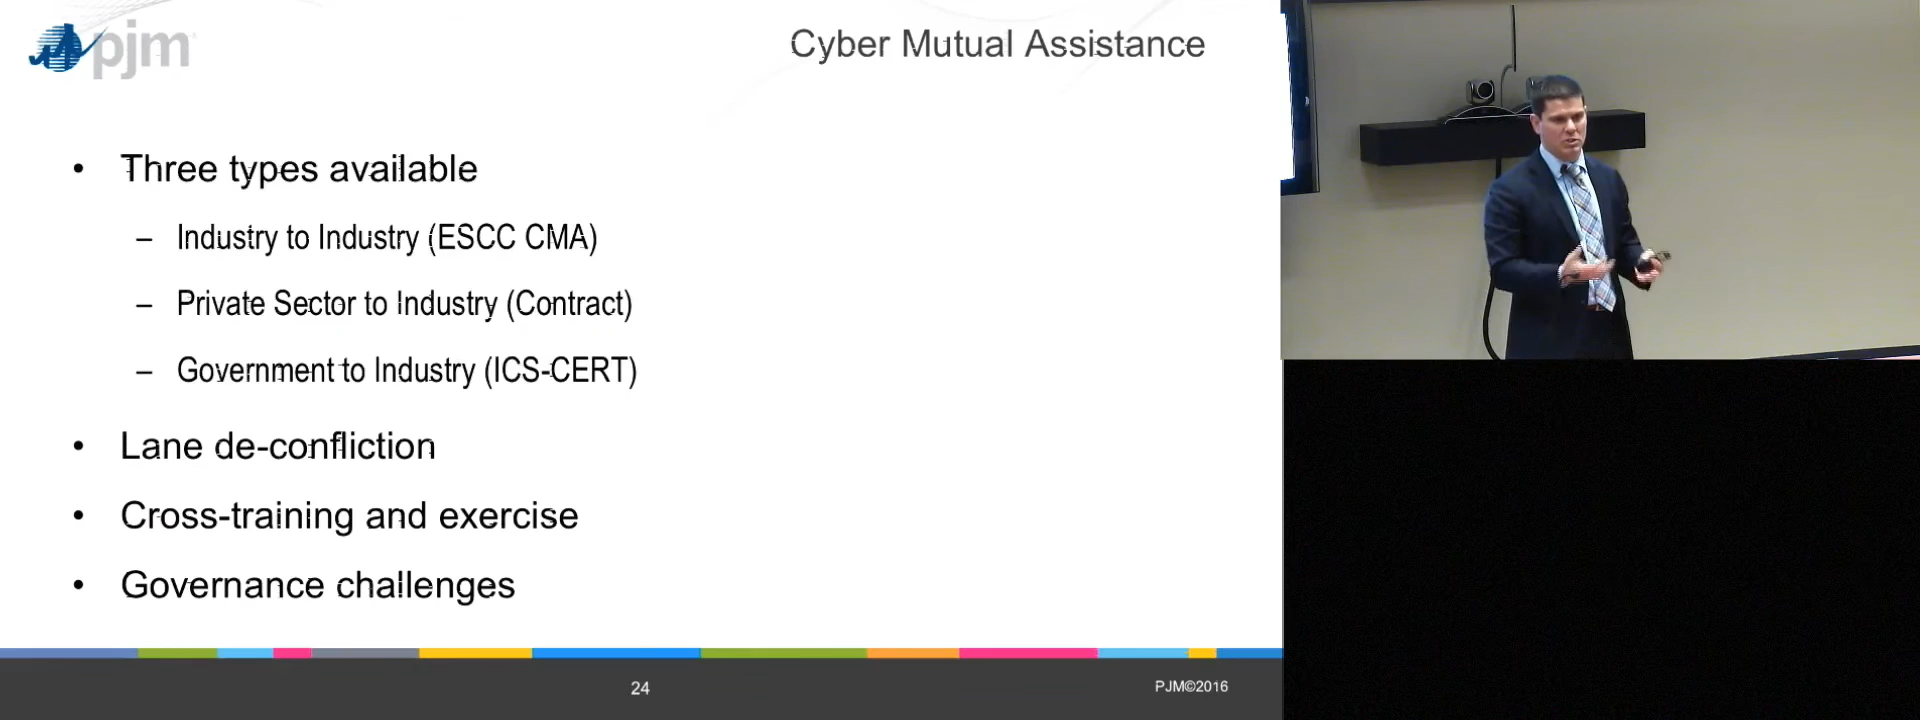 pjm
Cyber Mutual Assistance
• Three types available
– Industry to Industry (ESCC CMA)
– Private Sector to Industry (Contract)
– Government to Industry (ICS-CERT)
• Lane de-confliction
• Cross-training and exercise
• Governance challenges
24
PJM©2016